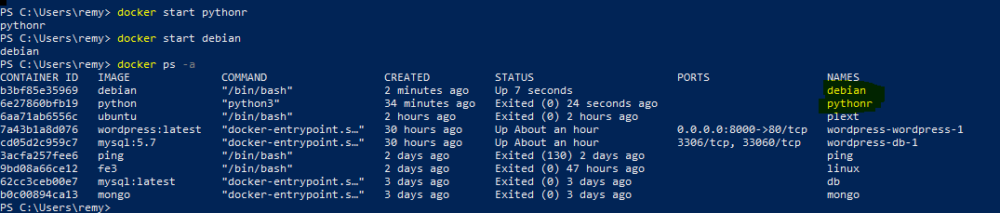 PS C:\Users\remy> docker start pythonr
pythonr
PS C:\Users\remy> docker start debian
debian
PS C:\Users\remy> docker ps -a
CONTAINER ID   IMAGE              COMMAND                  CREATED          STATUS                      PORTS                  NAMES
b3bf85e35969   debian             "/bin/bash"              2 minutes ago    Up 7 seconds                                       debian
6e27860bfb19   python             "python3"                34 minutes ago   Exited (0) 24 seconds ago                          pythonr
6aa71ab6556c   ubuntu             "/bin/bash"              2 hours ago      Exited (0) 2 hours ago                             plext
7a43b1a8d076   wordpress:latest   "docker-entrypoint.s…"   30 hours ago     Up About an hour            0.0.0.0:8000->80/tcp   wordpress-wordpress-1
cd05d2c959c7   mysql:5.7          "docker-entrypoint.s…"   30 hours ago     Up About an hour            3306/tcp, 33060/tcp    wordpress-db-1
3acfa257fee6   ping               "/bin/bash"              2 days ago       Exited (130) 2 days ago                            ping
9bd08a66ce12   fe3                "/bin/bash"              2 days ago       Exited (0) 47 hours ago                            linux
62cc3ceb00e7   mysql:latest       "docker-entrypoint.s…"   3 days ago       Exited (0) 3 days ago                              db
b0c00894ca13   mongo              "docker-entrypoint.s…"   3 days ago       Exited (0) 3 days ago                              mongo
PS C:\Users\remy>